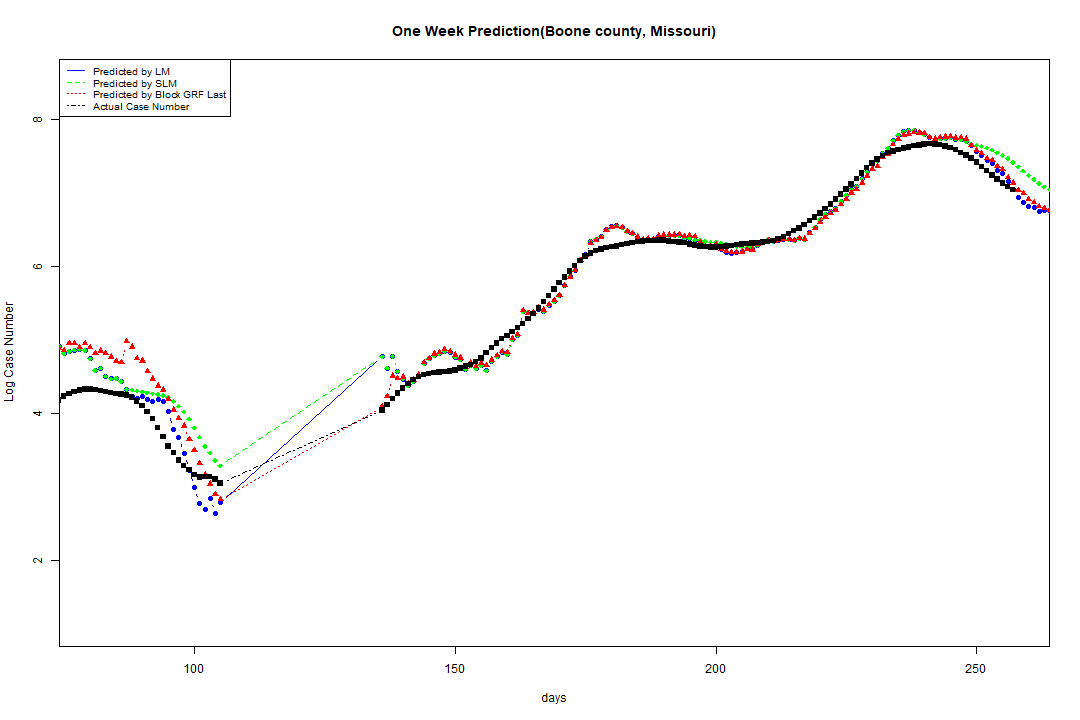 One Week Prediction(Boone county, Missouri)
Predicted by LM
Predicted by SLM
Predicted by Block GRF Last
Actual Case Number
8
6
4
2
Log Case Number
100 150 200 250
days